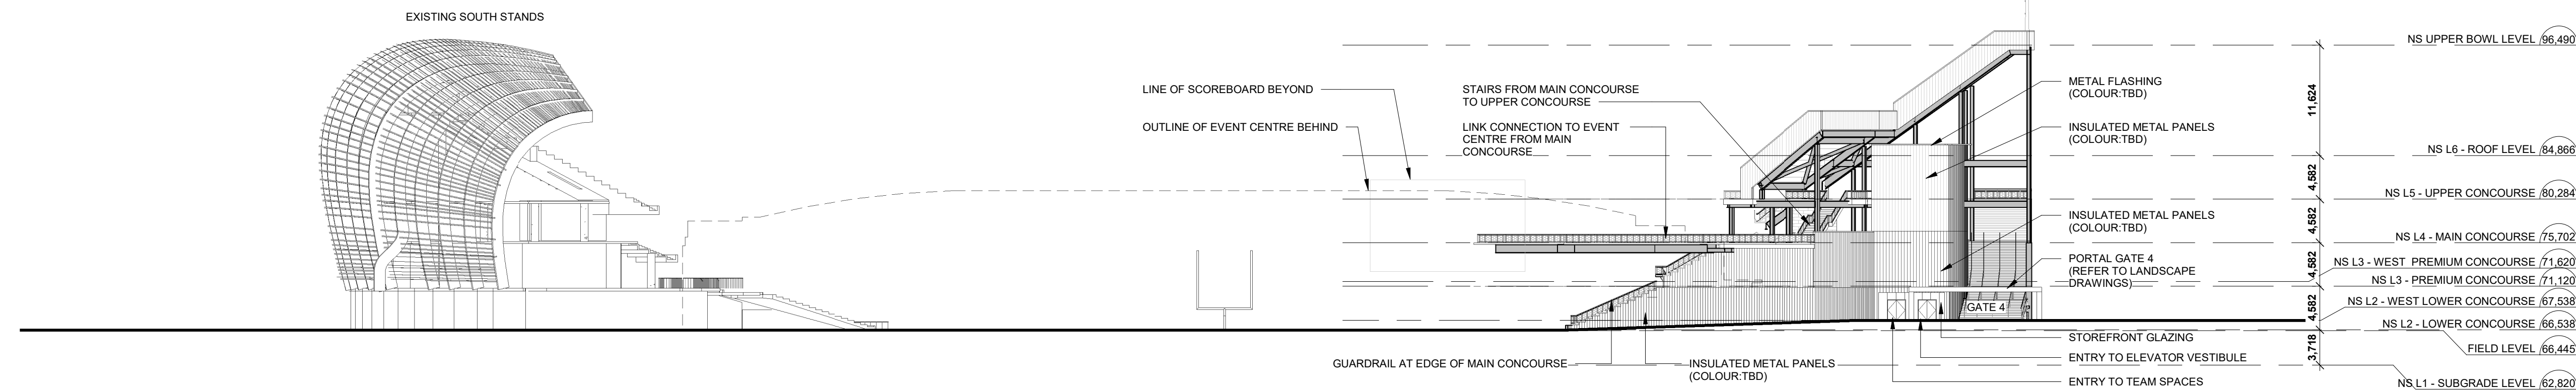 EXISTING SOUTH STANDS
LINE OF SCOREBOARD BEYOND
OUTLINE OF EVENT CENTRE BEHIND
STAIRS FROM MAIN CONCOURSE
TO UPPER CONCOURSE
LINK CONNECTION TO EVENT
CENTRE FROM MAIN
CONCOURSE
METAL FLASHING
(COLOUR:TBD)
INSULATED METAL PANELS
(COLOUR:TBD)
INSULATED METAL PANELS
(COLOUR:TBD)
PORTAL GATE 4
(REFER TO LANDSCAPE
DRAWINGS)
GATE 4
STOREFRONT GLAZING
ENTRY TO ELEVATOR VESTIBULE
ENTRY TO TEAM SPACES
GUARDRAIL AT EDGE OF MAIN CONCOURSE
INSULATED METAL PANELS
(COLOUR:TBD)
11,624
4,582
4,582
4,582
4,582
3,718
NS UPPER BOWL LEVEL 96,490
NS L6 - ROOF LEVEL 84,866
NS L5 - UPPER CONCOURSE 80,284
NS L4 - MAIN CONCOURSE 75,702
NS L3 - WEST PREMIUM CONCOURSE 71,620
NS L3 - PREMIUM CONCOURSE 71,120
NS L2 - WEST LOWER CONCOURSE 67,538
NS L2 - LOWER CONCOURSE 66,538
FIELD LEVEL 66,445
NS L1 - SUBGRADE LEVEL 62,820